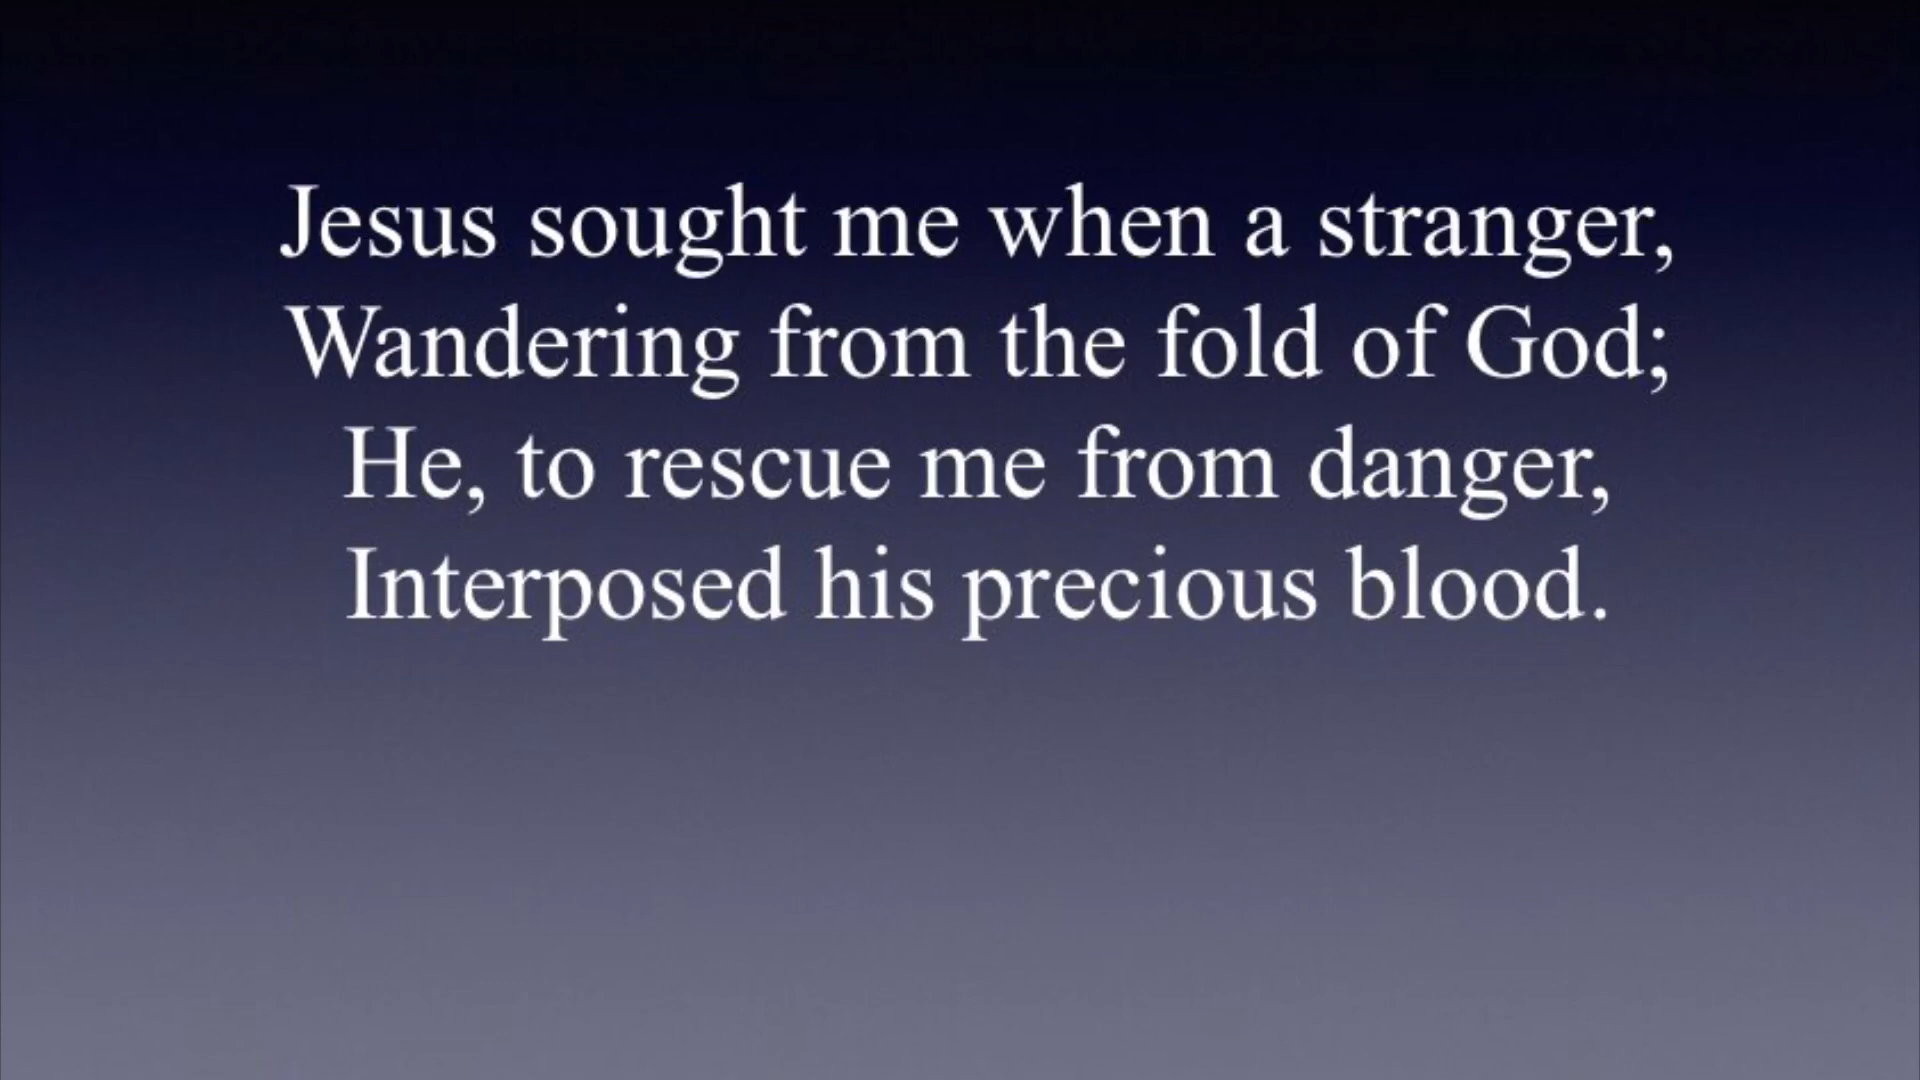 Jesus sought me when a stranger,
Wandering from the fold of God;
He, to rescue me from danger,
Interposed his precious blood.